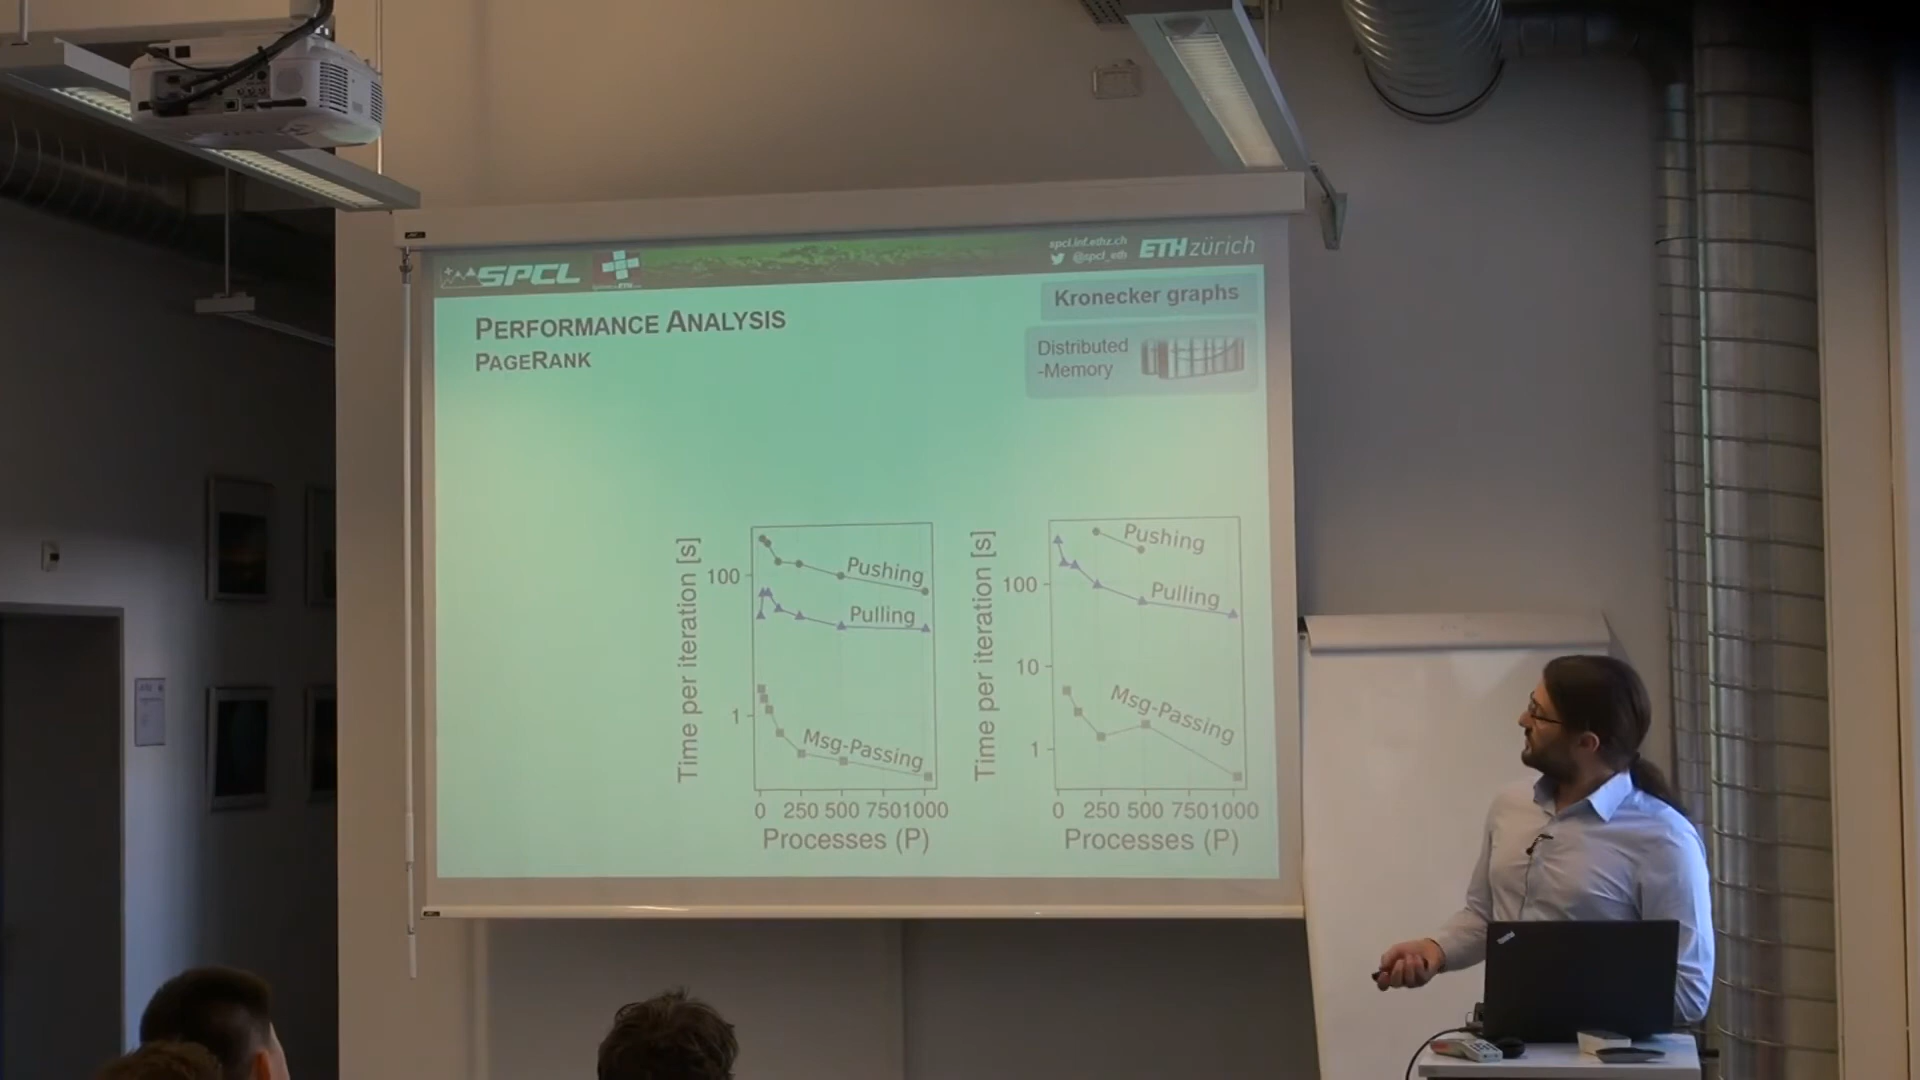 SPCL
spcl.inf.ethz.ch
@spcl_eth
ETH zürich
PERFORMANCE ANALYSIS
PAGERANK
Kronecker graphs
Distributed
-Memory
Time per iteration [s]
100
1
Pushing
Pulling
Msg-Passing
0 250 500 750 1000
Processes (P)
Time per iteration [s]
100
10
1
Pushing
Pulling
Msg-Passing
0 250 500 750 1000
Processes (P)
ThinkPad